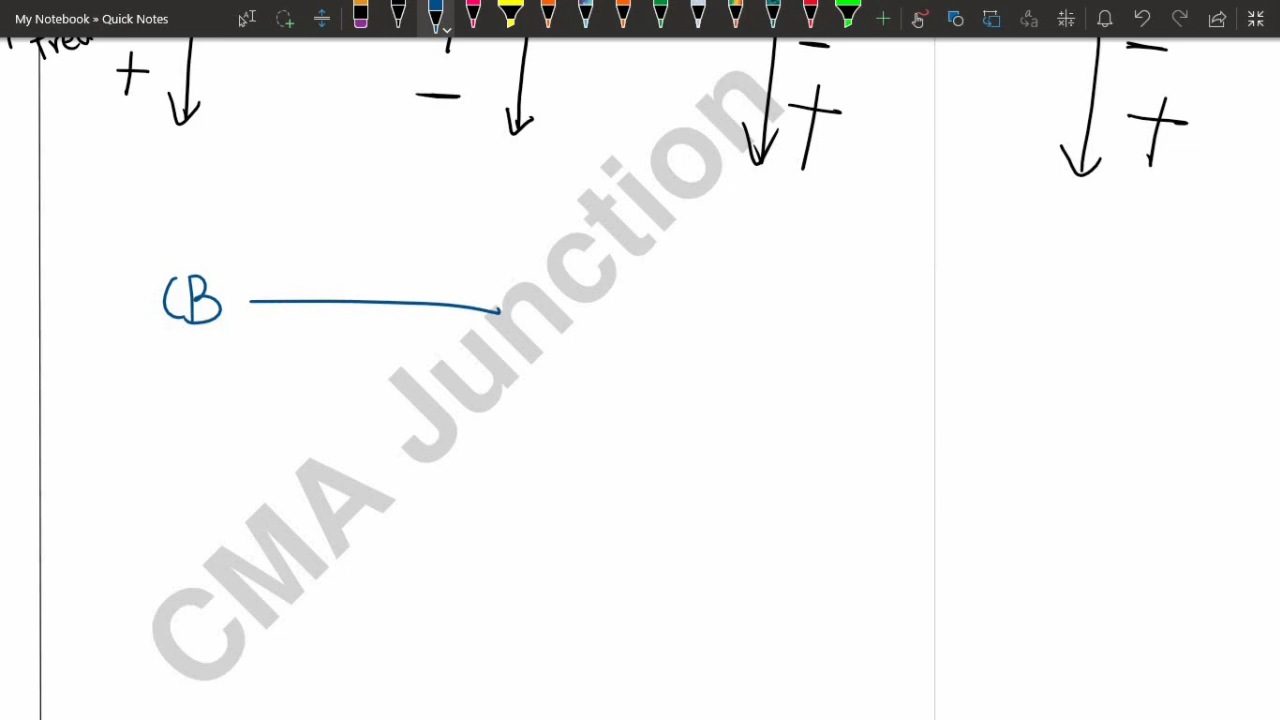 My Notebook » Quick Notes
+ - - + - +
CB
CMA Junction